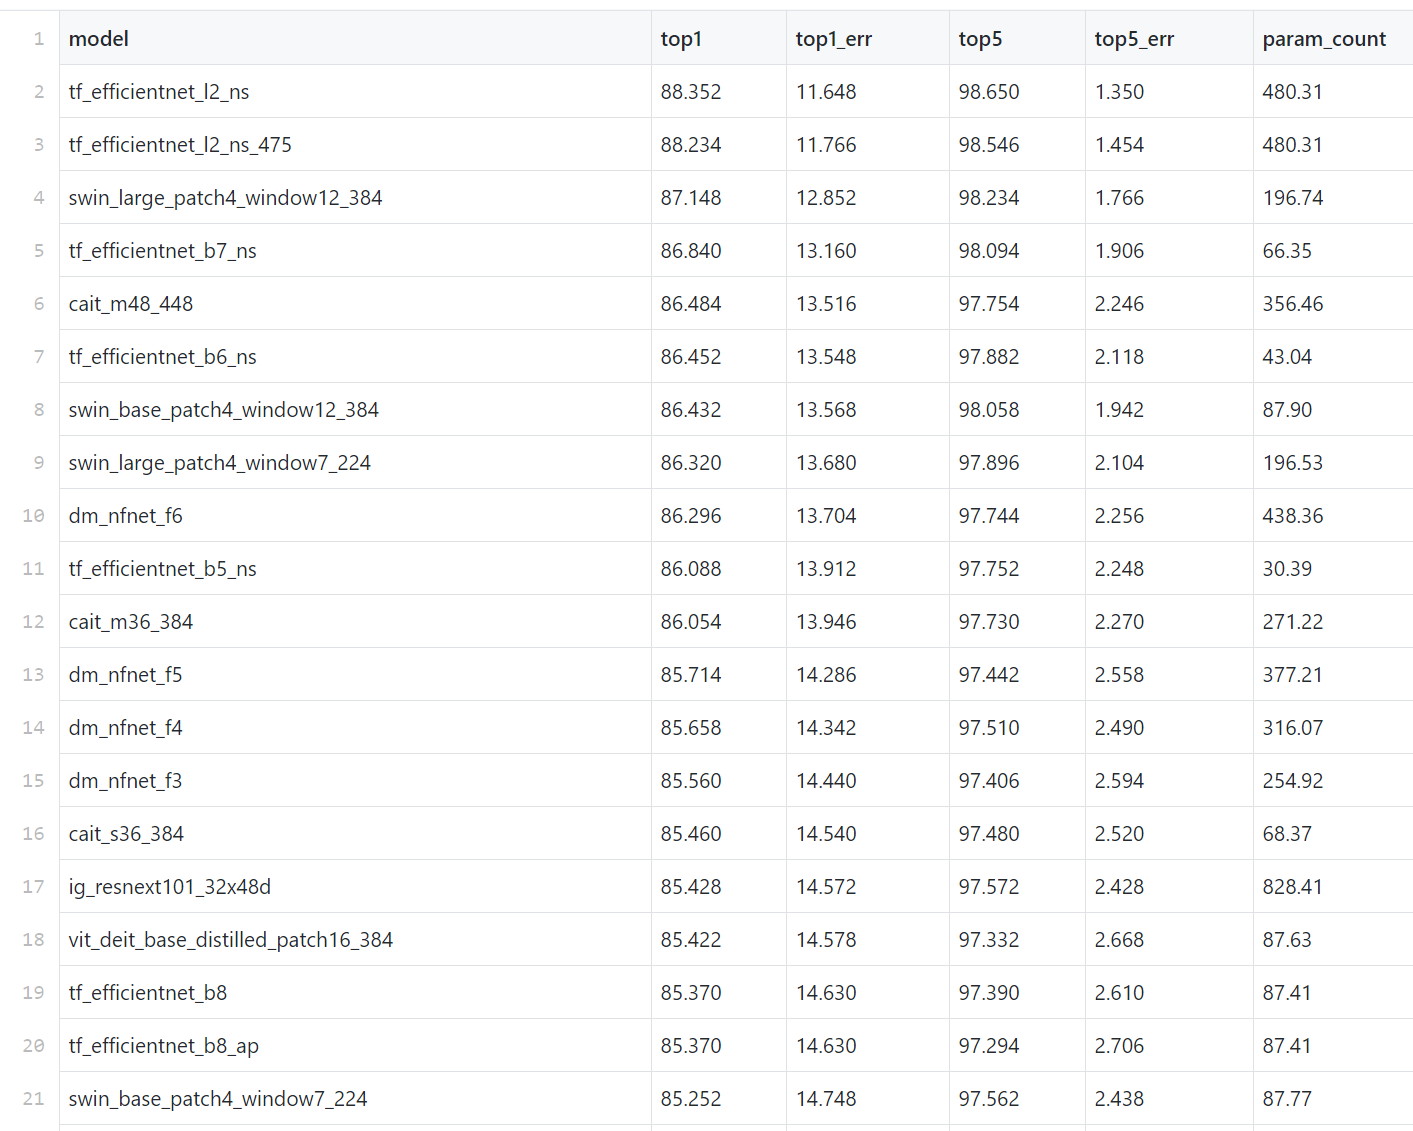 1 model top1 top1_err top5 top5_err param_count
2 tf_efficientnet_l2_ns 88.352 11.648 98.650 1.350 480.31
3 tf_efficientnet_l2_ns_475 88.234 11.766 98.546 1.454 480.31
4 swin_large_patch4_window12_384 87.148 12.852 98.234 1.766 196.74
5 tf_efficientnet_b7_ns 86.840 13.160 98.094 1.906 66.35
6 cait_m48_448 86.484 13.516 97.754 2.246 356.46
7 tf_efficientnet_b6_ns 86.452 13.548 97.882 2.118 43.04
8 swin_base_patch4_window12_384 86.432 13.568 98.058 1.942 87.90
9 swin_large_patch4_window7_224 86.320 13.680 97.896 2.104 196.53
10 dm_nfnet_f6 86.296 13.704 97.744 2.256 438.36
11 tf_efficientnet_b5_ns 86.088 13.912 97.752 2.248 30.39
12 cait_m36_384 86.054 13.946 97.730 2.270 271.22
13 dm_nfnet_f5 85.714 14.286 97.442 2.558 377.21
14 dm_nfnet_f4 85.658 14.342 97.510 2.490 316.07
15 dm_nfnet_f3 85.560 14.440 97.406 2.594 254.92
16 cait_s36_384 85.460 14.540 97.480 2.520 68.37
17 ig_resnext101_32x48d 85.428 14.572 97.572 2.428 828.41
18 vit_deit_base_distilled_patch16_384 85.422 14.578 97.332 2.668 87.63
19 tf_efficientnet_b8 85.370 14.630 97.390 2.610 87.41
20 tf_efficientnet_b8_ap 85.370 14.630 97.294 2.706 87.41
21 swin_base_patch4_window7_224 85.252 14.748 97.562 2.438 87.77